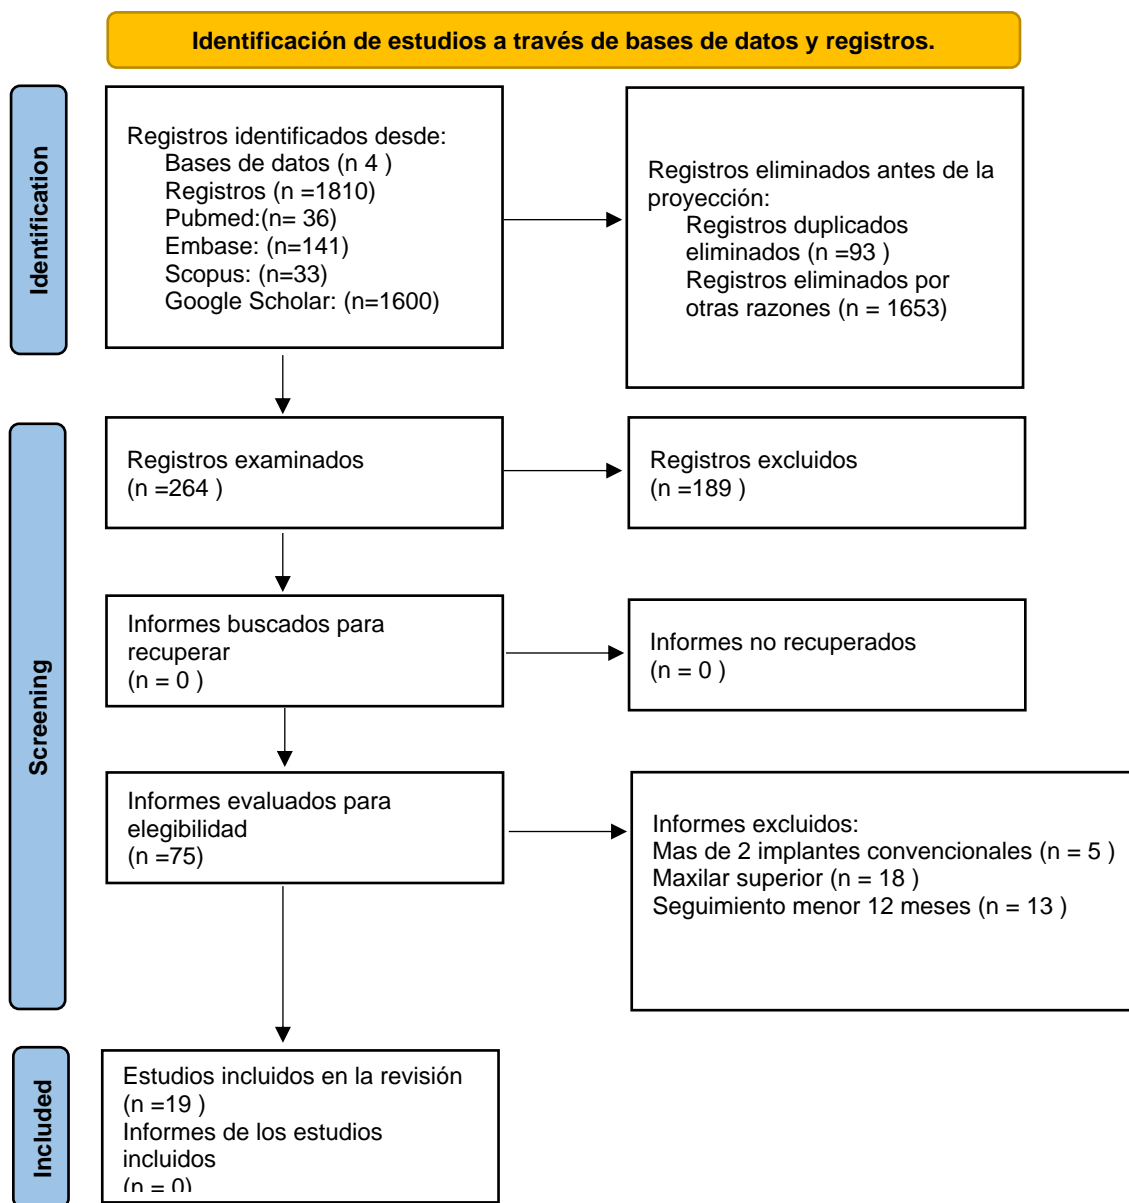 Identificación de estudios a través de bases de datos y registros.
Identification
Registros identificados desde:
Bases de datos (n 4 )
Registros (n =1810)
Pubmed:(n= 36)
Embase: (n=141)
Scopus: (n=33)
Google Scholar: (n=1600)
Registros eliminados antes de la
proyección:
Registros duplicados
eliminados (n =93 )
Registros eliminados por
otras razones (n = 1653)
Screening
Registros examinados
(n =264 )
Registros excluidos
(n =189 )
Informes buscados para
recuperar
(n = 0 )
Informes no recuperados
(n = 0 )
Informes evaluados para
elegibilidad
(n =75)
Informes excluidos:
Mas de 2 implantes convencionales (n = 5 )
Maxilar superior (n = 18 )
Seguimiento menor 12 meses (n = 13 )
Included
Estudios incluidos en la revisión
(n =19 )
Informes de los estudios
incluidos
(n = 0)